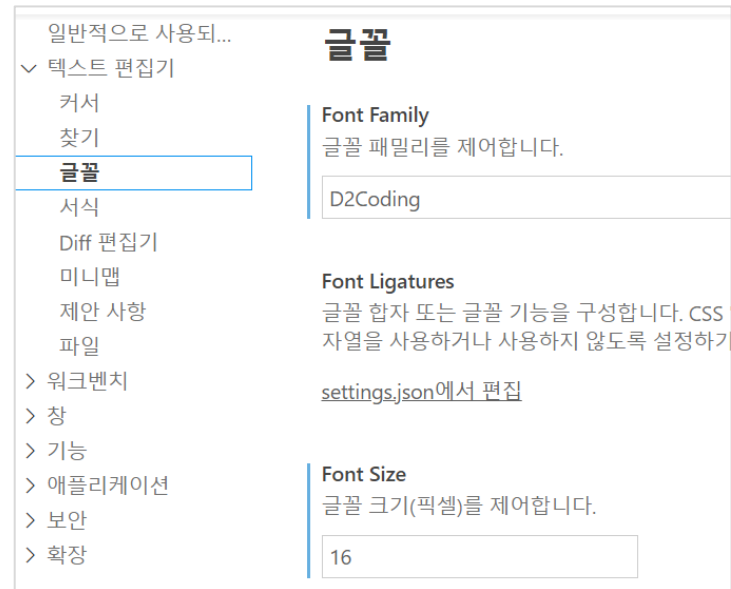 일반적으로 사용되...
텍스트 편집기
커서
찾기
글꼴
서식
Diff 편집기
미니맵
제안 사항
파일
워크벤치
창
기능
애플리케이션
보안
확장
글꼴
Font Family
글꼴 패밀리를 제어합니다.
D2Coding
Font Ligatures
글꼴 합자 또는 글꼴 기능을 구성합니다. CSS
자열을 사용하거나 사용하지 않도록 설정하기
settings.json에서 편집
Font Size
글꼴 크기(픽셀)를 제어합니다.
16